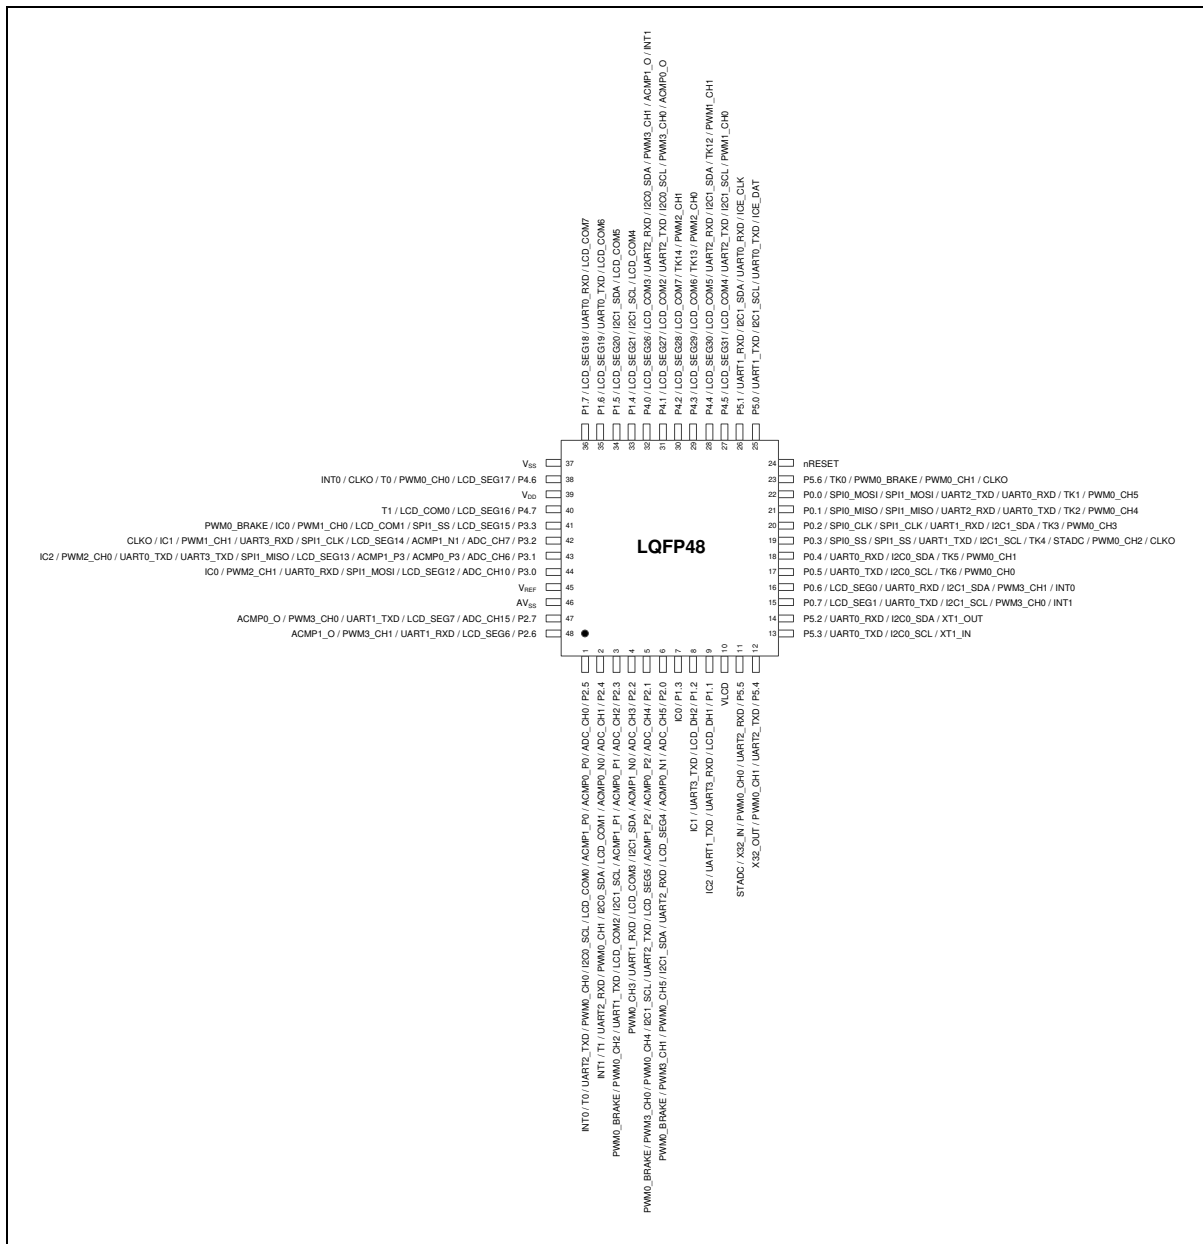 P1.7 / LCD_SEG18 / UART0_RXD / LCD_COM7
P1.6 / LCD_SEG19 / UART0_TXD / LCD_COM6
P1.5 / LCD_SEG20 / I2C1_SDA / LCD_COM5
P1.4 / LCD_SEG21 / I2C1_SCL / LCD_COM4
P4.0 / LCD_SEG26 / LCD_COM3 / UART2_RXD / I2C0_SDA / PWM3_CH1 / ACMP1_O / INT1
P4.1 / LCD_SEG27 / LCD_COM2 / UART2_TXD / I2C0_SCL / PWM3_CH0 / ACMP0_O
P4.2 / LCD_SEG28 / LCD_COM7 / TK14 / PWM2_CH1
P4.3 / LCD_SEG29 / LCD_COM6 / TK13 / PWM2_CH0
P4.4 / LCD_SEG30 / LCD_COM5 / UART2_RXD / I2C1_SDA / TK12 / PWM1_CH1
P4.5 / LCD_SEG31 / LCD_COM4 / UART2_TXD / I2C1_SCL / PWM1_CH0
P5.1 / UART1_RXD / I2C1_SDA / UART0_RXD / ICE_CLK
P5.0 / UART1_TXD / I2C1_SCL / UART0_TXD / ICE_DAT
36 35 34 33 32 31 30 29 28 27 26 25
VSS 37
INT0 / CLKO / T0 / PWM0_CH0 / LCD_SEG17 / P4.6 38
VDD 39
T1 / LCD_COM0 / LCD_SEG16 / P4.7 40
PWM0_BRAKE / IC0 / PWM1_CH0 / LCD_COM1 / SPI1_SS / LCD_SEG15 / P3.3 41
CLKO / IC1 / PWM1_CH1 / UART3_RXD / SPI1_CLK / LCD_SEG14 / ACMP1_N1 / ADC_CH7 / P3.2 42
IC2 / PWM2_CH0 / UART0_TXD / UART3_TXD / SPI1_MISO / LCD_SEG13 / ACMP1_P3 / ACMP0_P3 / ADC_CH6 / P3.1 43
IC0 / PWM2_CH1 / UART0_RXD / SPI1_MOSI / LCD_SEG12 / ADC_CH10 / P3.0 44
VREF 45
AVSS 46
ACMP0_O / PWM3_CH0 / UART1_TXD / LCD_SEG7 / ADC_CH15 / P2.7 47
ACMP1_O / PWM3_CH1 / UART1_RXD / LCD_SEG6 / P2.6 48
LQFP48
24 nRESET
23 P5.6 / TK0 / PWM0_BRAKE / PWM0_CH1 / CLKO
22 P0.0 / SPI0_MOSI / SPI1_MOSI / UART2_TXD / UART0_RXD / TK1 / PWM0_CH5
21 P0.1 / SPI0_MISO / SPI1_MISO / UART2_RXD / UART0_TXD / TK2 / PWM0_CH4
20 P0.2 / SPI0_CLK / SPI1_CLK / UART1_RXD / I2C1_SDA / TK3 / PWM0_CH3
19 P0.3 / SPI0_SS / SPI1_SS / UART1_TXD / I2C1_SCL / TK4 / STADC / PWM0_CH2 / CLKO
18 P0.4 / UART0_RXD / I2C0_SDA / TK5 / PWM0_CH1
17 P0.5 / UART0_TXD / I2C0_SCL / TK6 / PWM0_CH0
16 P0.6 / LCD_SEG0 / UART0_RXD / I2C1_SDA / PWM3_CH1 / INT0
15 P0.7 / LCD_SEG1 / UART0_TXD / I2C1_SCL / PWM3_CH0 / INT1
14 P5.2 / UART0_RXD / I2C0_SDA / XT1_OUT
13 P5.3 / UART0_TXD / I2C0_SCL / XT1_IN
1 2 3 4 5 6 7 8 9 10 11 12
INT0 / T0 / UART2_TXD / PWM0_CH0 / I2C0_SCL / LCD_COM0 / ACMP1_P0 / ACMP0_P0 / ADC_CH0 / P2.5
INT1 / T1 / UART2_RXD / PWM0_CH1 / I2C0_SDA / LCD_COM1 / ACMP0_N0 / ADC_CH1 / P2.4
PWM0_BRAKE / PWM0_CH2 / UART1_TXD / LCD_COM2 / I2C1_SCL / ACMP1_P1 / ACMP0_P1 / ADC_CH2 / P2.3
PWM0_CH3 / UART1_RXD / LCD_COM3 / I2C1_SDA / ACMP1_N0 / ADC_CH3 / P2.2
PWM0_BRAKE / PWM3_CH0 / PWM0_CH4 / I2C1_SCL / UART2_TXD / LCD_SEG5 / ACMP1_P2 / ACMP0_P2 / ADC_CH4 / P2.1
PWM0_BRAKE / PWM3_CH1 / PWM0_CH5 / I2C1_SDA / UART2_RXD / LCD_SEG4 / ACMP0_N1 / ADC_CH5 / P2.0
IC0 / P1.3
IC1 / UART3_TXD / LCD_DH2 / P1.2
IC2 / UART1_TXD / UART3_RXD / LCD_DH1 / P1.1
VLCD
STADC / X32_IN / PWM0_CH0 / UART2_RXD / P5.5
X32_OUT / PWM0_CH1 / UART2_TXD / P5.4